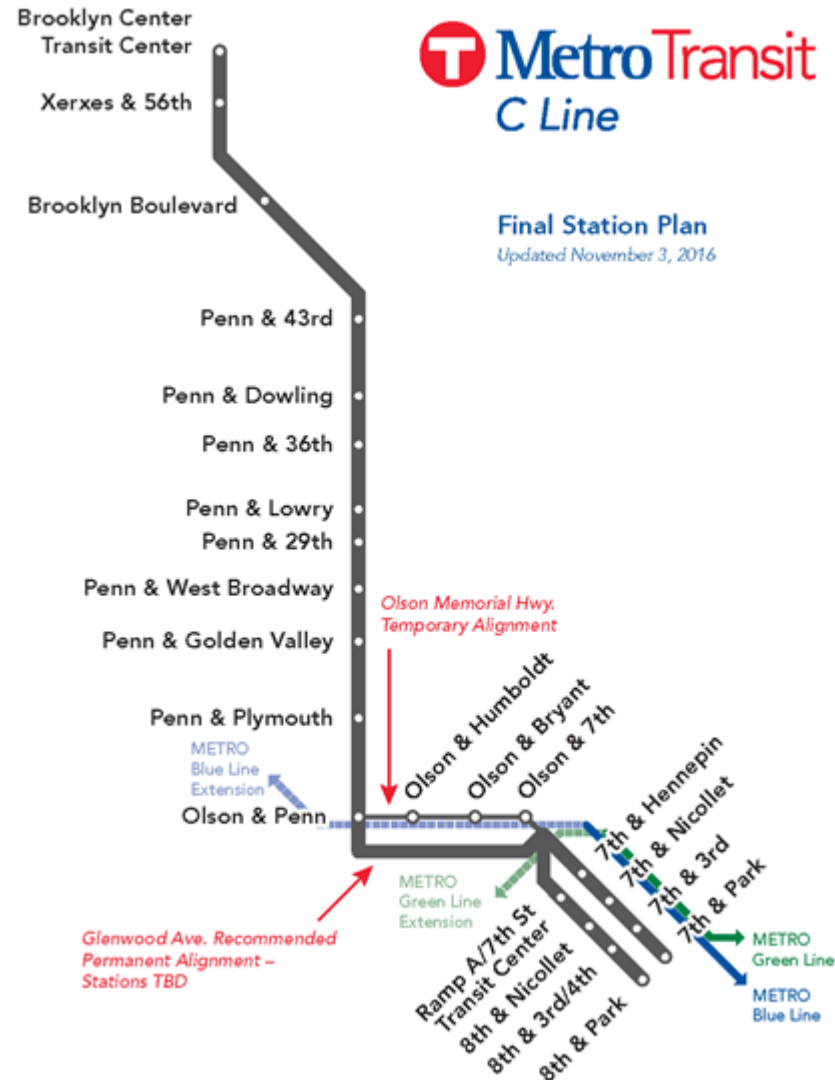 Brooklyn Center
Transit Center
T MetroTransit
C Line
Xerxes & 56th
Brooklyn Boulevard
Final Station Plan
Updated November 3, 2016
Penn & 43rd
Penn & Dowling
Penn & 36th
Penn & Lowry
Penn & 29th
Penn & West Broadway
Olson Memorial Hwy.
Temporary Alignment
Penn & Golden Valley
Penn & Plymouth
METRO
Blue Line
Extension
Olson & Penn
Olson & Humboldt
Olson & Bryant
Olson & 7th
7th & Hennepin
7th & Nicollet
7th & 3rd
7th & Park
METRO
Green Line
Extension
Glenwood Ave. Recommended
Permanent Alignment –
Stations TBD
Ramp A/7th St
Transit Center
8th & Nicollet
8th & 3rd/4th
8th & Park
METRO
Green Line
METRO
Blue Line